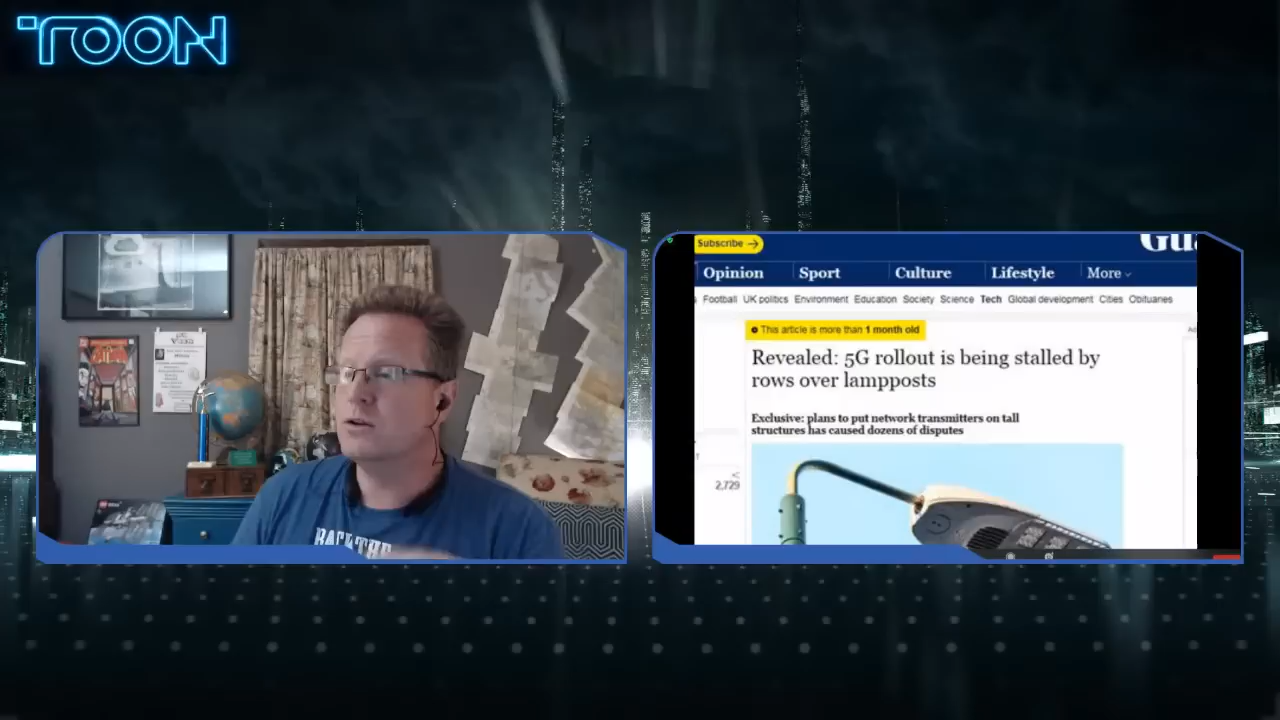 TOON
BACK THE
Subscribe →
Gu
Opinion Sport Culture Lifestyle More
Football UK politics Environment Education Society Science Tech Global development Cities Obituaries
This article is more than 1 month old
Revealed: 5G rollout is being stalled by
rows over lampposts
Exclusive: plans to put network transmitters on tall
structures has caused dozens of disputes
2,729